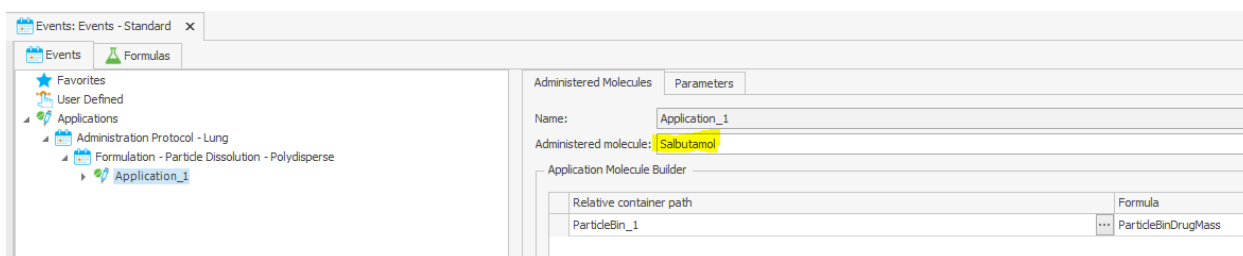 Events: Events - Standard x
Events Formulas
Favorites
User Defined
Applications
Administration Protocol - Lung
Formulation - Particle Dissolution - Polydisperse
Application_1
Administered Molecules Parameters
Name: Application_1
Administered molecule: Salbutamol
Application Molecule Builder
Relative container path Formula
ParticleBin_1 ... ParticleBinDrugMass